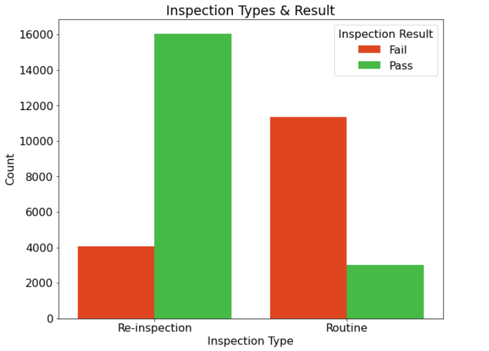 Inspection Types & Result
Inspection Result
Fail
Pass
16000
14000
12000
10000
8000
6000
4000
2000
0
Count
Re-inspection Routine
Inspection Type